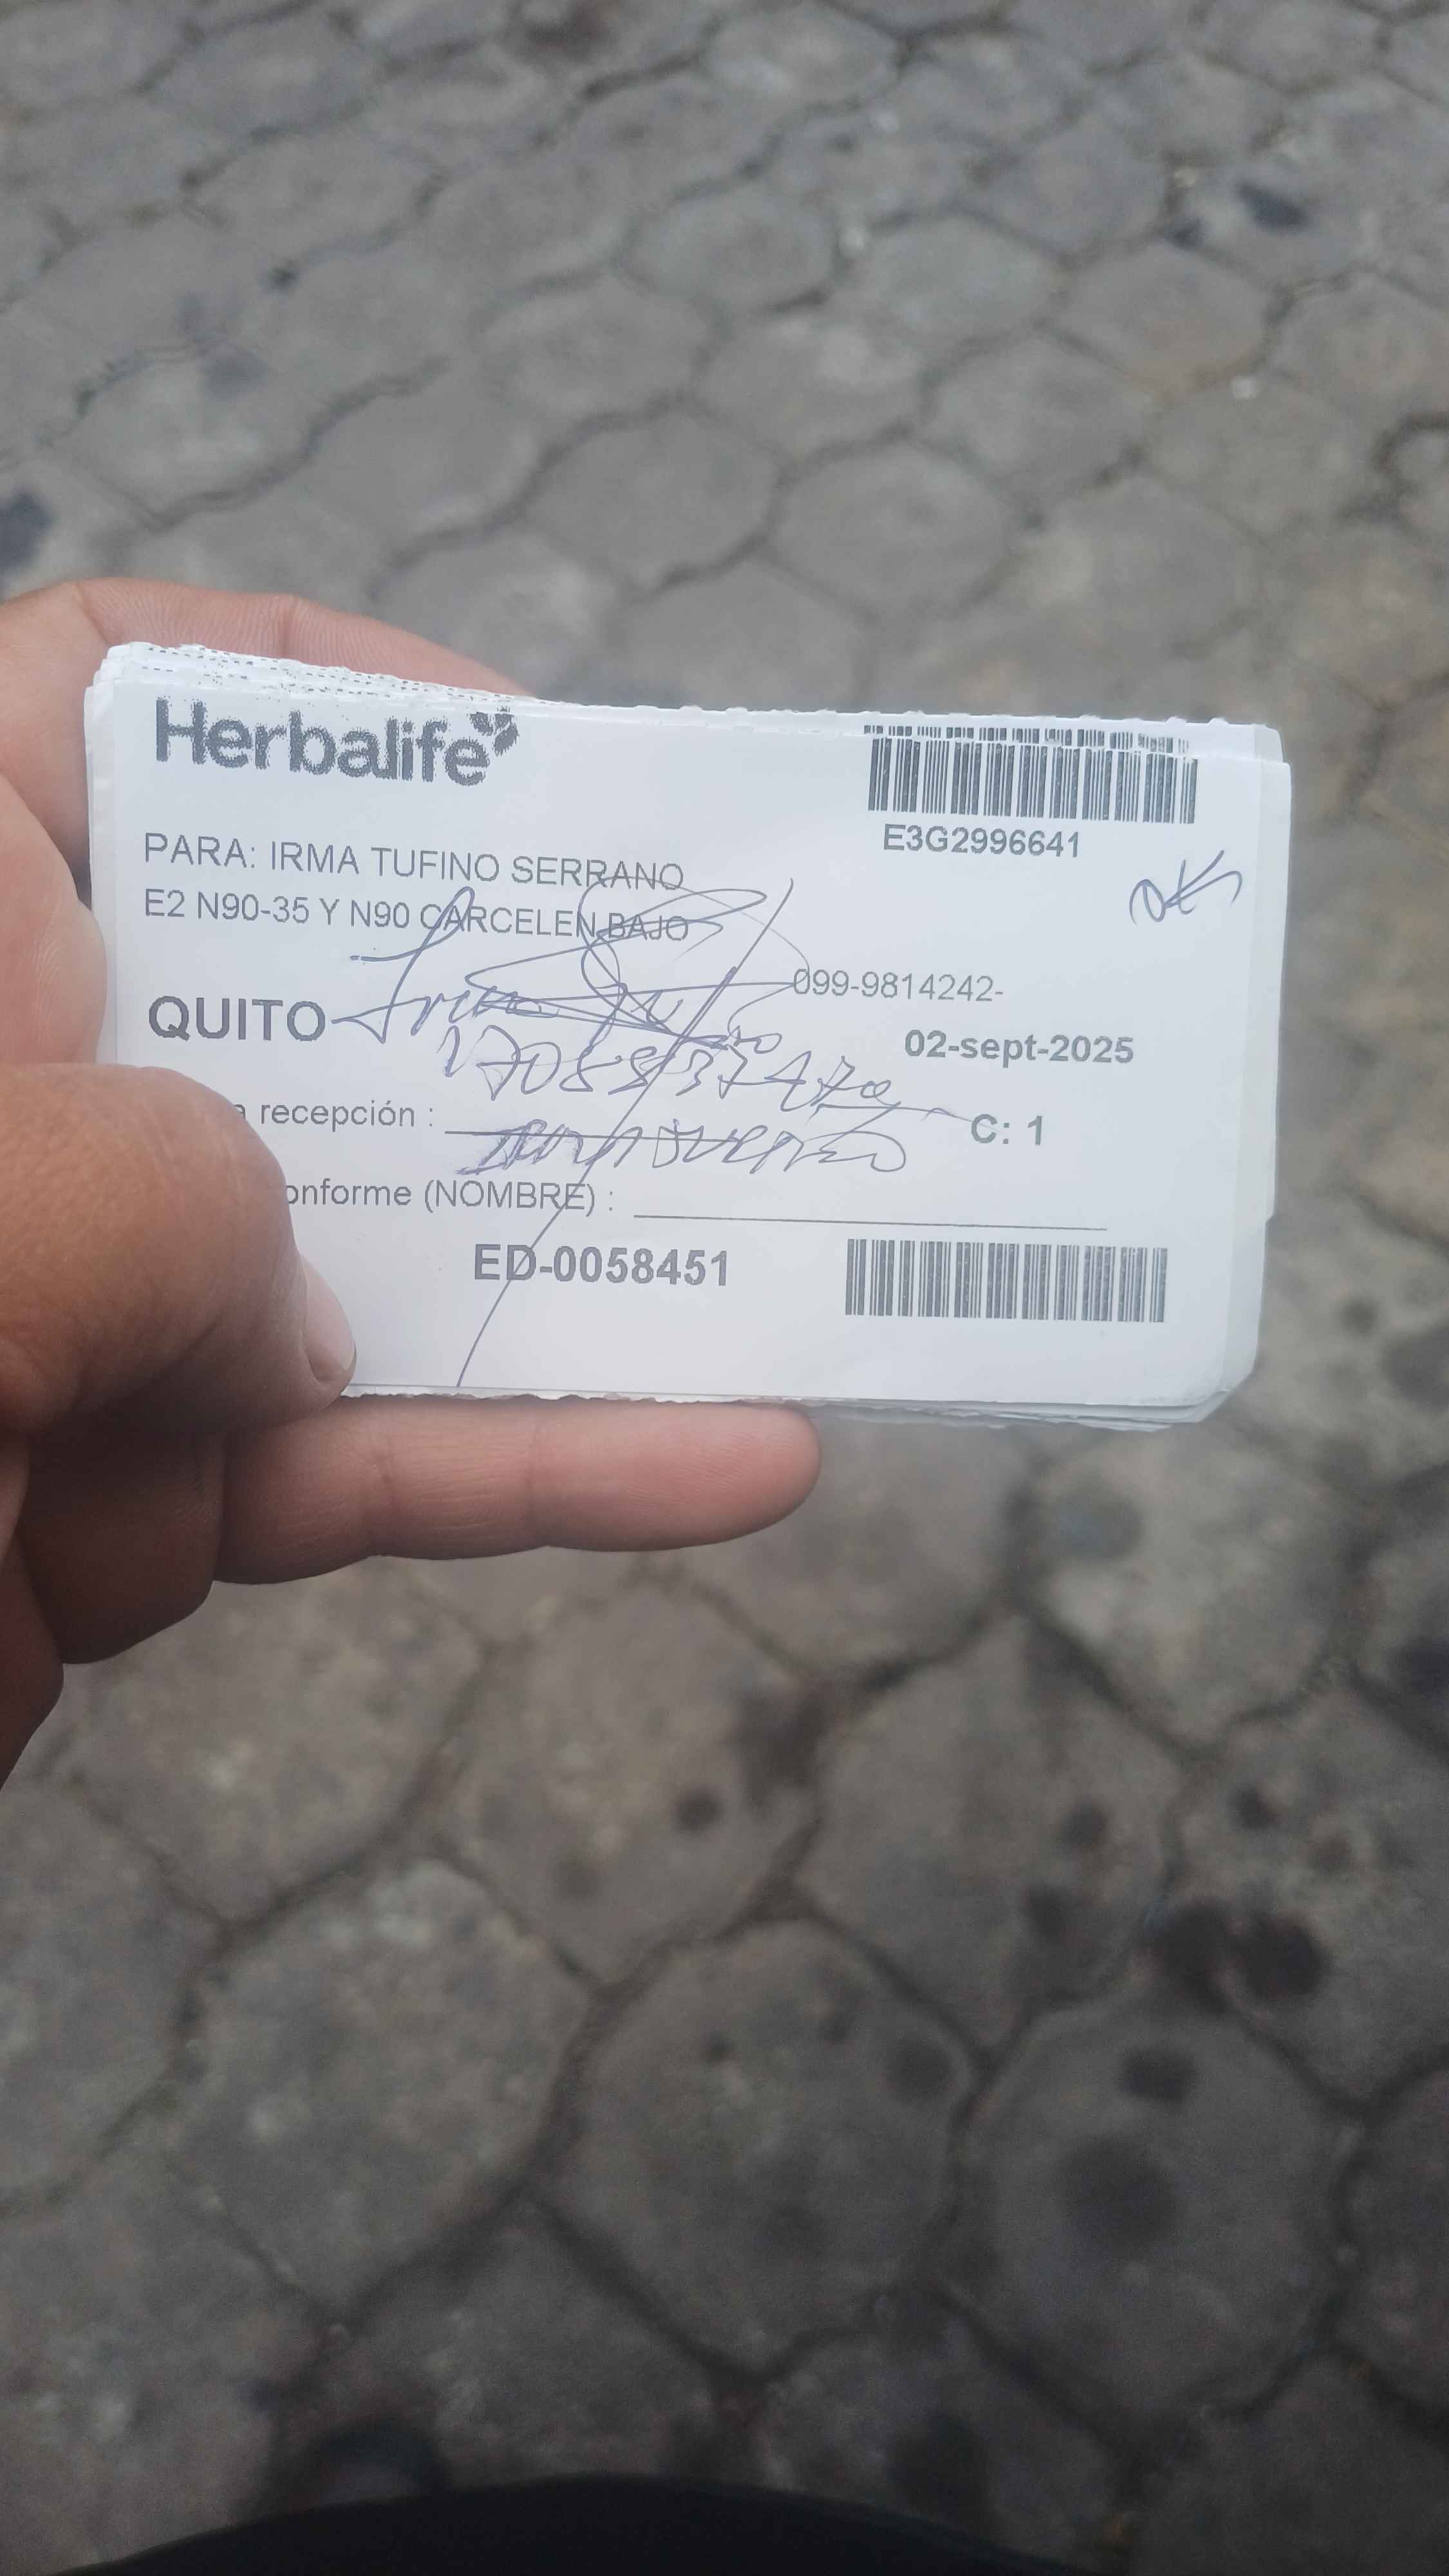 Herbalife
E3G2996641
PARA: IRMA TUFINO SERRANO
E2 N90-35 Y N90 CARCELEN BAJO
099-9814242-
QUITO
02-sept-2025
recepción :
C: 1
onforme (NOMBRE) :
ED-0058451